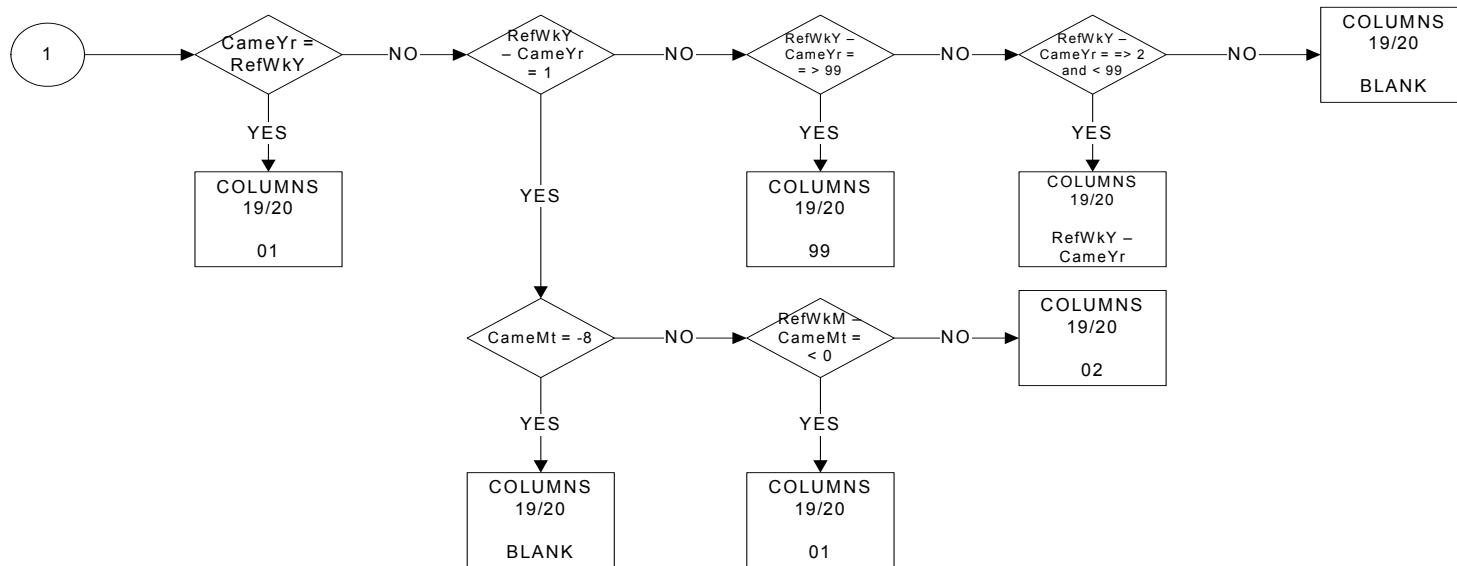 1
CameYr =
RefWkY
NO
RefWkY
– CameYr
= 1
NO
RefWkY –
CameYr =
= > 99
NO
RefWkY –
CameYr = => 2
and < 99
NO
COLUMNS
19/20
BLANK
YES
YES
YES
YES
COLUMNS
19/20
01
COLUMNS
19/20
99
COLUMNS
19/20
RefWkY –
CameYr
CameMt = -8
NO
RefWkM –
CameMt =
< 0
NO
COLUMNS
19/20
02
YES
YES
COLUMNS
19/20
BLANK
COLUMNS
19/20
01